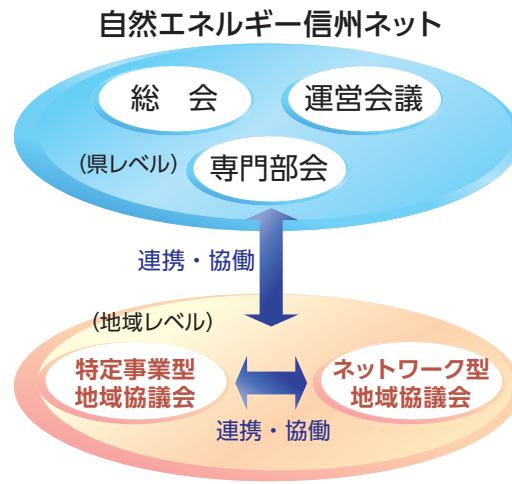 自然エネルギー信州ネット
総　会
運営会議
（県レベル）
専門部会
連携・協働
（地域レベル）
特定事業型
地域協議会
ネットワーク型
地域協議会
連携・協働